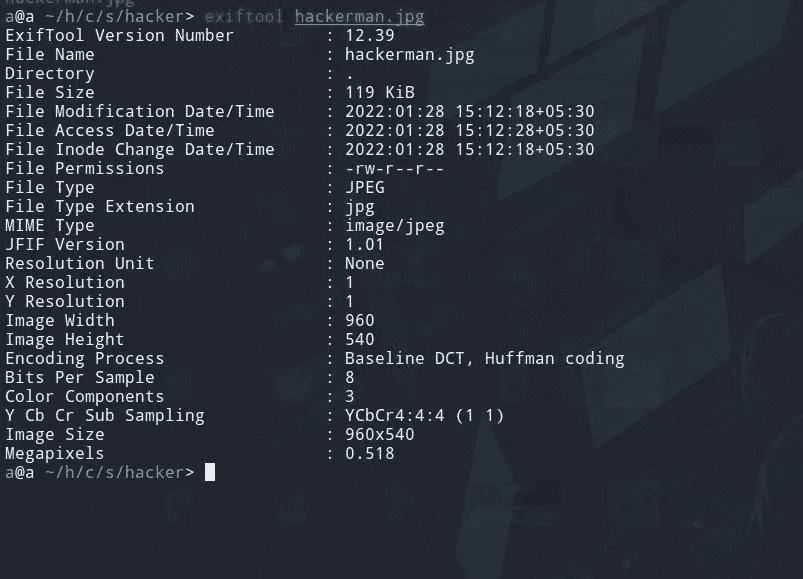 hackerman.jpg
a@a ~/h/c/s/hacker> exiftool hackerman.jpg
ExifTool Version Number : 12.39
File Name : hackerman.jpg
Directory : .
File Size : 119 KiB
File Modification Date/Time : 2022:01:28 15:12:18+05:30
File Access Date/Time : 2022:01:28 15:12:28+05:30
File Inode Change Date/Time : 2022:01:28 15:12:18+05:30
File Permissions : -rw-r--r--
File Type : JPEG
File Type Extension : jpg
MIME Type : image/jpeg
JFIF Version : 1.01
Resolution Unit : None
X Resolution : 1
Y Resolution : 1
Image Width : 960
Image Height : 540
Encoding Process : Baseline DCT, Huffman coding
Bits Per Sample : 8
Color Components : 3
Y Cb Cr Sub Sampling : YCbCr4:4:4 (1 1)
Image Size : 960x540
Megapixels : 0.518
a@a ~/h/c/s/hacker>